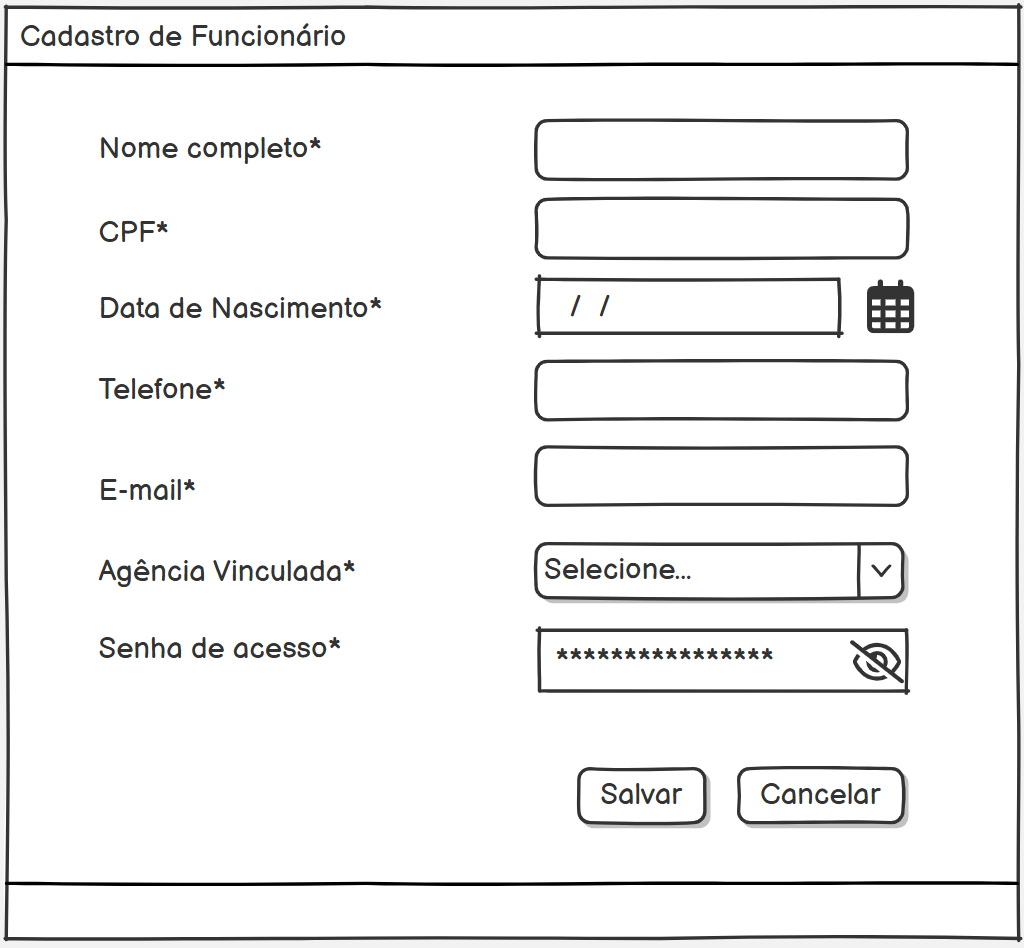 Cadastro de Funcionário
Nome completo*
CPF*
Data de Nascimento* / /
Telefone*
E-mail*
Agência Vinculada* Selecione...
Senha de acesso* ****************
Salvar Cancelar